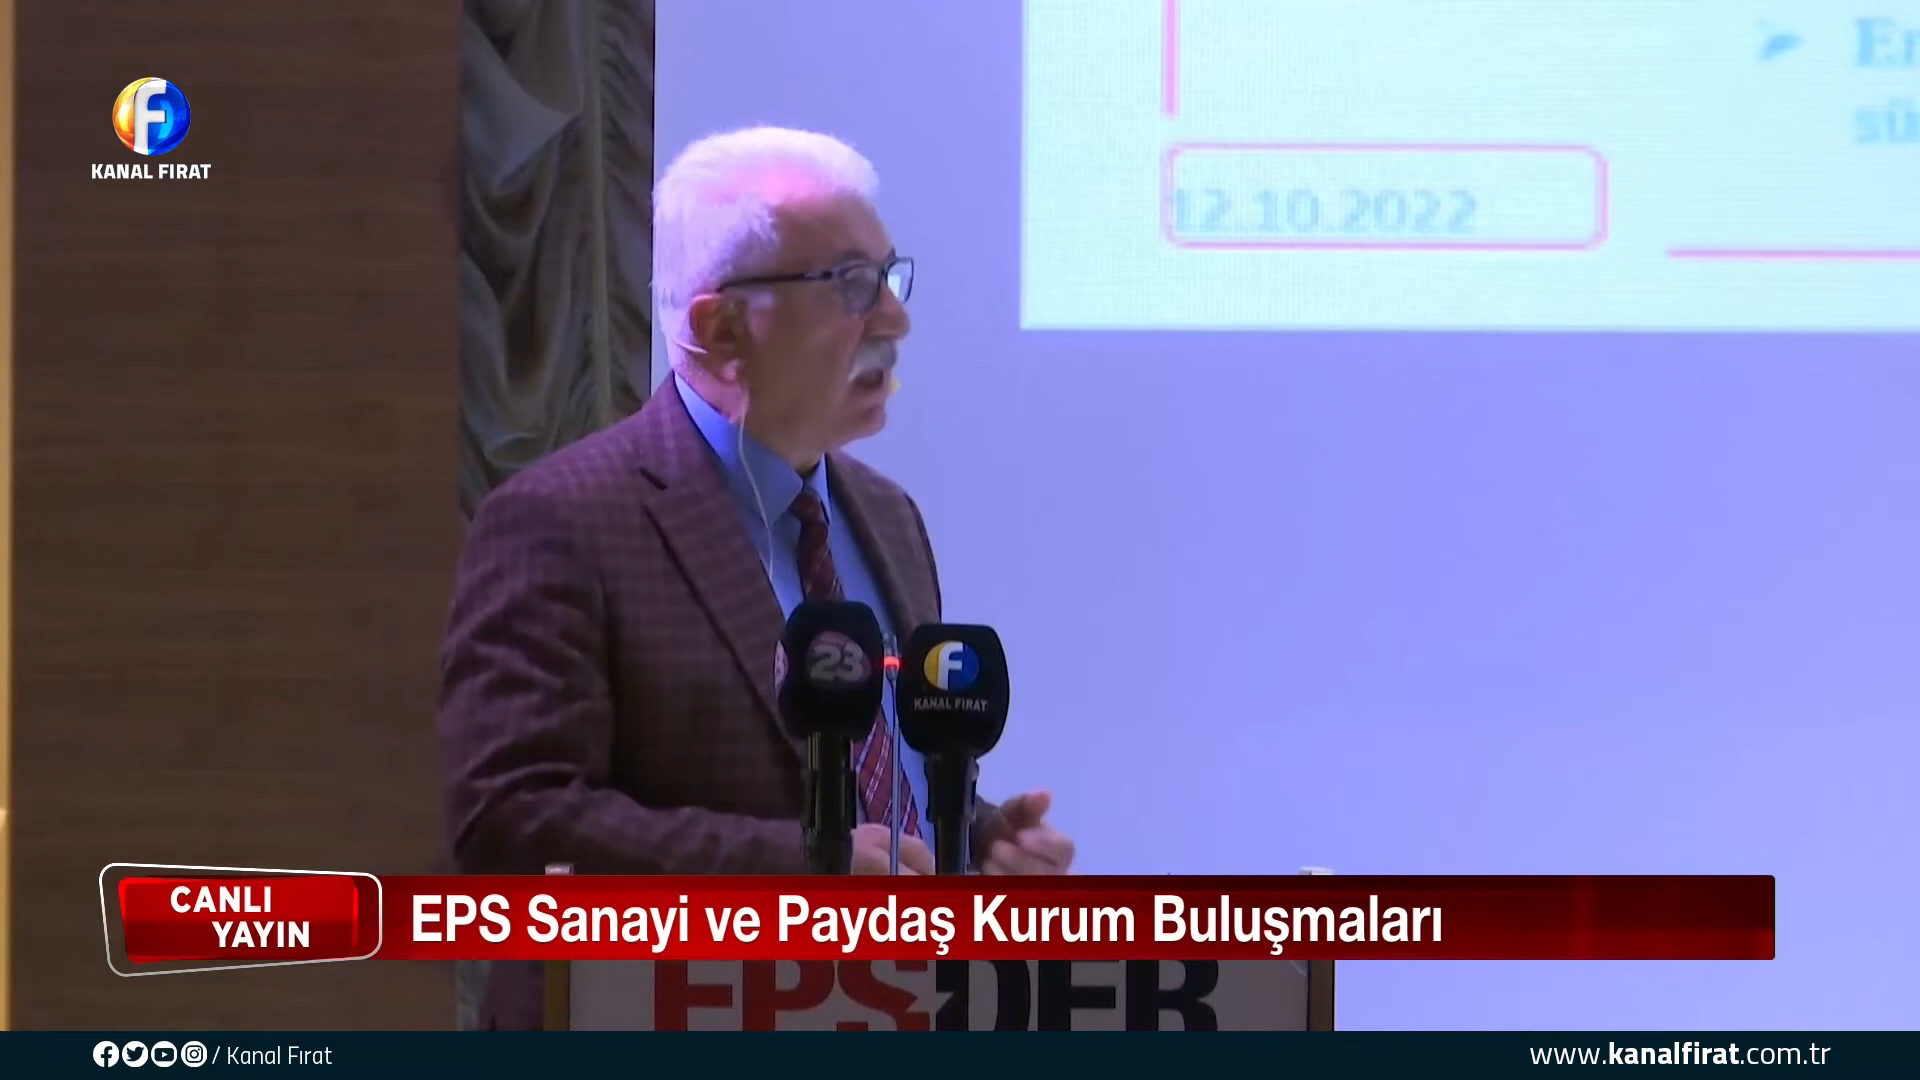 KANAL FIRAT
12.10.2022
23
KANAL FIRAT
CANLI
YAYIN
EPS Sanayi ve Paydaş Kurum Buluşmaları
EPSDER
/ Kanal Fırat
www.kanalfirat.com.tr